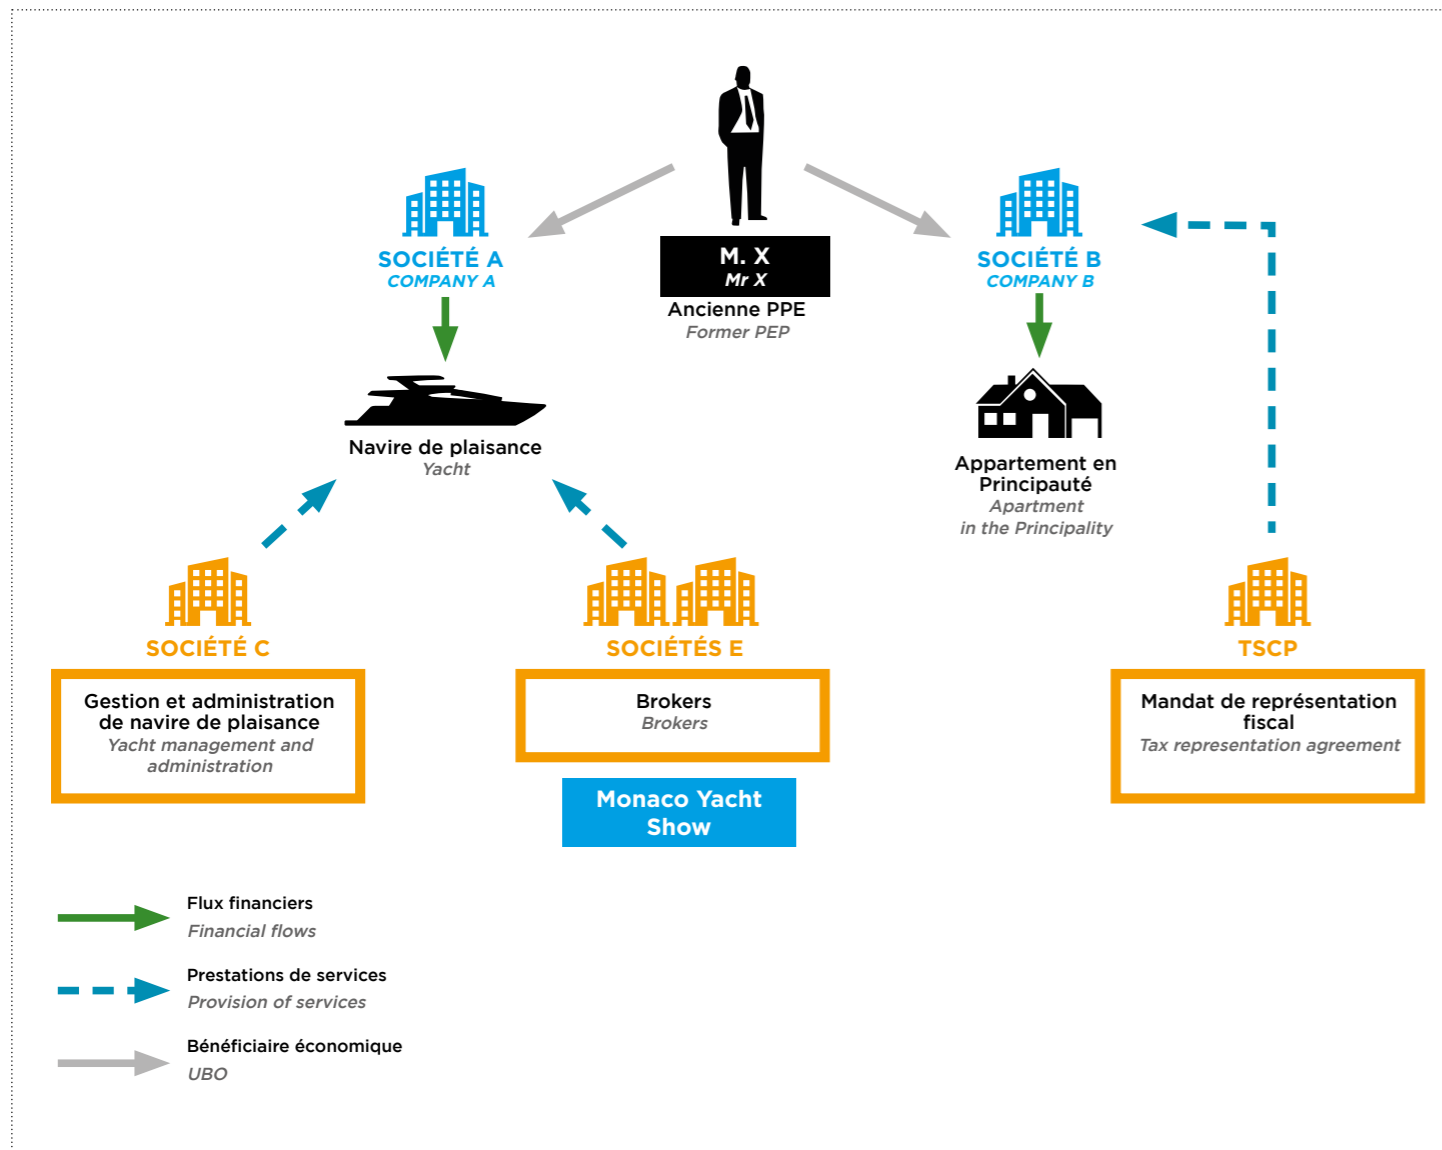 M. X
Mr X
Ancienne PPE
Former PEP
SOCIÉTÉ A
COMPANY A
SOCIÉTÉ B
COMPANY B
Navire de plaisance
Yacht
Appartement en
Principauté
Apartment
in the Principality
SOCIÉTÉ C
Gestion et administration
de navire de plaisance
Yacht management and
administration
SOCIÉTÉS E
Brokers
Brokers
Monaco Yacht
Show
TSCP
Mandat de représentation
fiscal
Tax representation agreement
Flux financiers
Financial flows
Prestations de services
Provision of services
Bénéficiaire économique
UBO